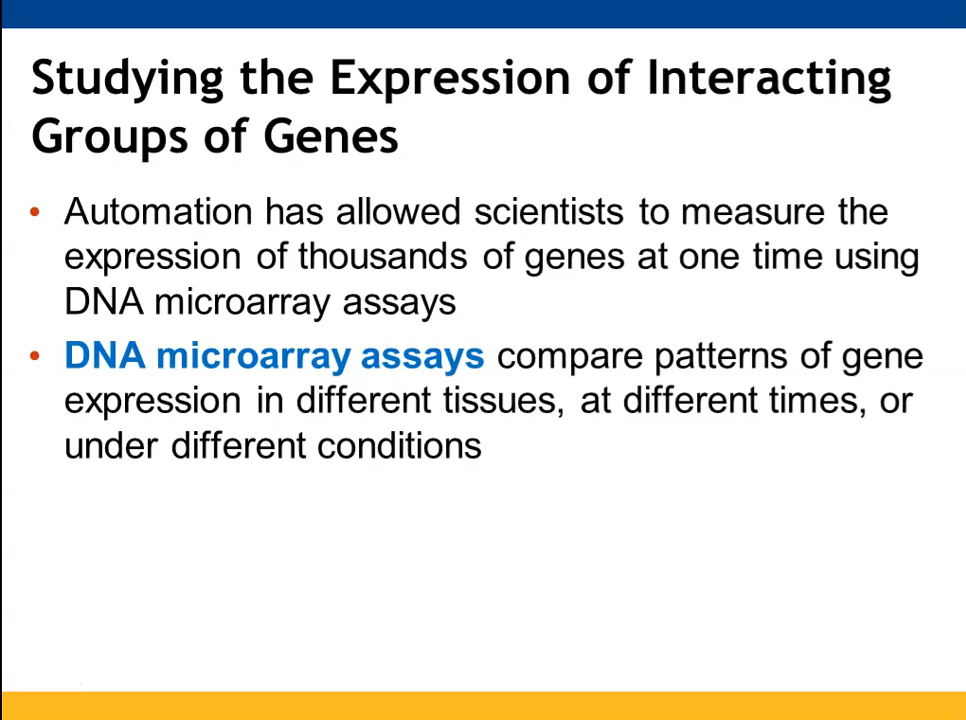 Studying the Expression of Interacting
Groups of Genes
• Automation has allowed scientists to measure the
expression of thousands of genes at one time using
DNA microarray assays
• DNA microarray assays compare patterns of gene
expression in different tissues, at different times, or
under different conditions